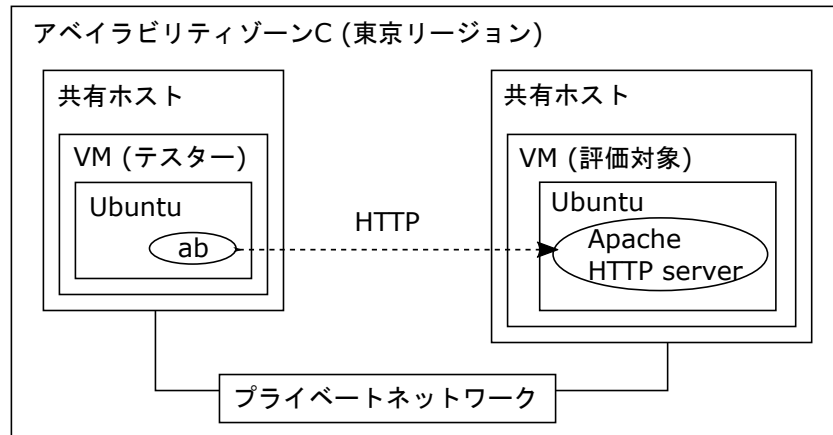 アベイラビリティゾーンC (東京リージョン)
共有ホスト
VM (テスター)
Ubuntu
ab
HTTP
共有ホスト
VM (評価対象)
Ubuntu
Apache
HTTP server
プライベートネットワーク